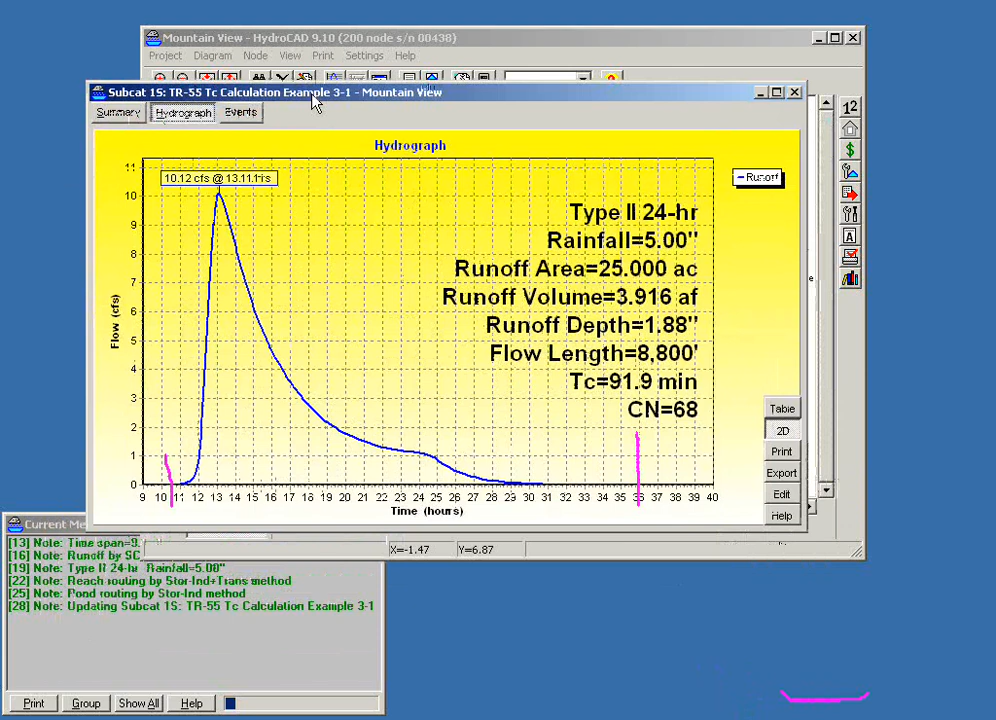 Mountain View - HydroCAD 9.10 (200 node s/n 00438)
Project Diagram Node View Print Settings Help
Subcat 1S: TR-55 Tc Calculation Example 3-1 - Mountain View
Summary Hydrograph Events
Hydrograph
10.12 cfs @ 13.11 hrs
Runoff
Type II 24-hr
Rainfall=5.00"
Runoff Area=25.000 ac
Runoff Volume=3.916 af
Runoff Depth=1.88"
Flow Length=8,800'
Tc=91.9 min
CN=68
11
10
9
8
7
6
5
4
3
2
1
0
Flow (cfs)
9 10 11 12 13 14 15 16 17 18 19 20 21 22 23 24 25 26 27 28 29 30 31 32 33 34 35 36 37 38 39 40
Time (hours)
Table
2D
Print
Export
Edit
Help
12
$
A
X=-1.47 Y=6.87
Current Me
[13] Note: Time span=9.
[16] Note: Runoff by SC
[19] Note: Type II 24-hr Rainfall=5.00"
[22] Note: Reach routing by Stor-Ind+Trans method
[25] Note: Pond routing by Stor-Ind method
[28] Note: Updating Subcat 1S: TR-55 Tc Calculation Example 3-1
Print Group Show All Help